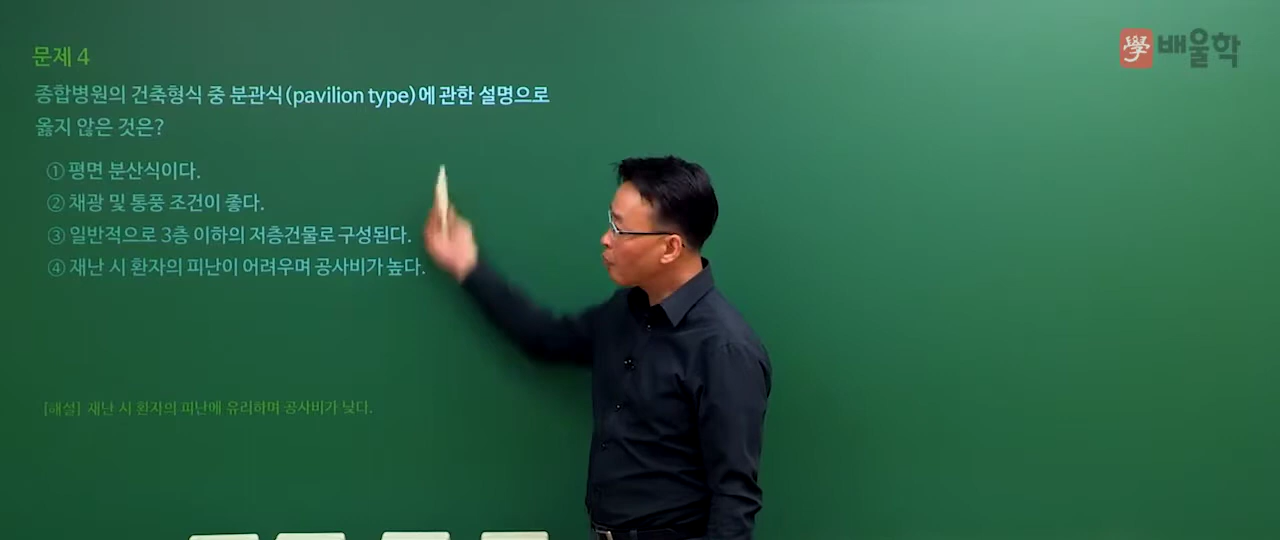 學 배울학
문제 4
종합병원의 건축형식 중 분관식(pavilion type)에 관한 설명으로
옳지 않은 것은?
① 평면 분산식이다.
② 채광 및 통풍 조건이 좋다.
③ 일반적으로 3층 이하의 저층건물로 구성된다.
④ 재난 시 환자의 피난이 어려우며 공사비가 높다.
[해설] 재난 시 환자의 피난에 유리하며 공사비가 낮다.